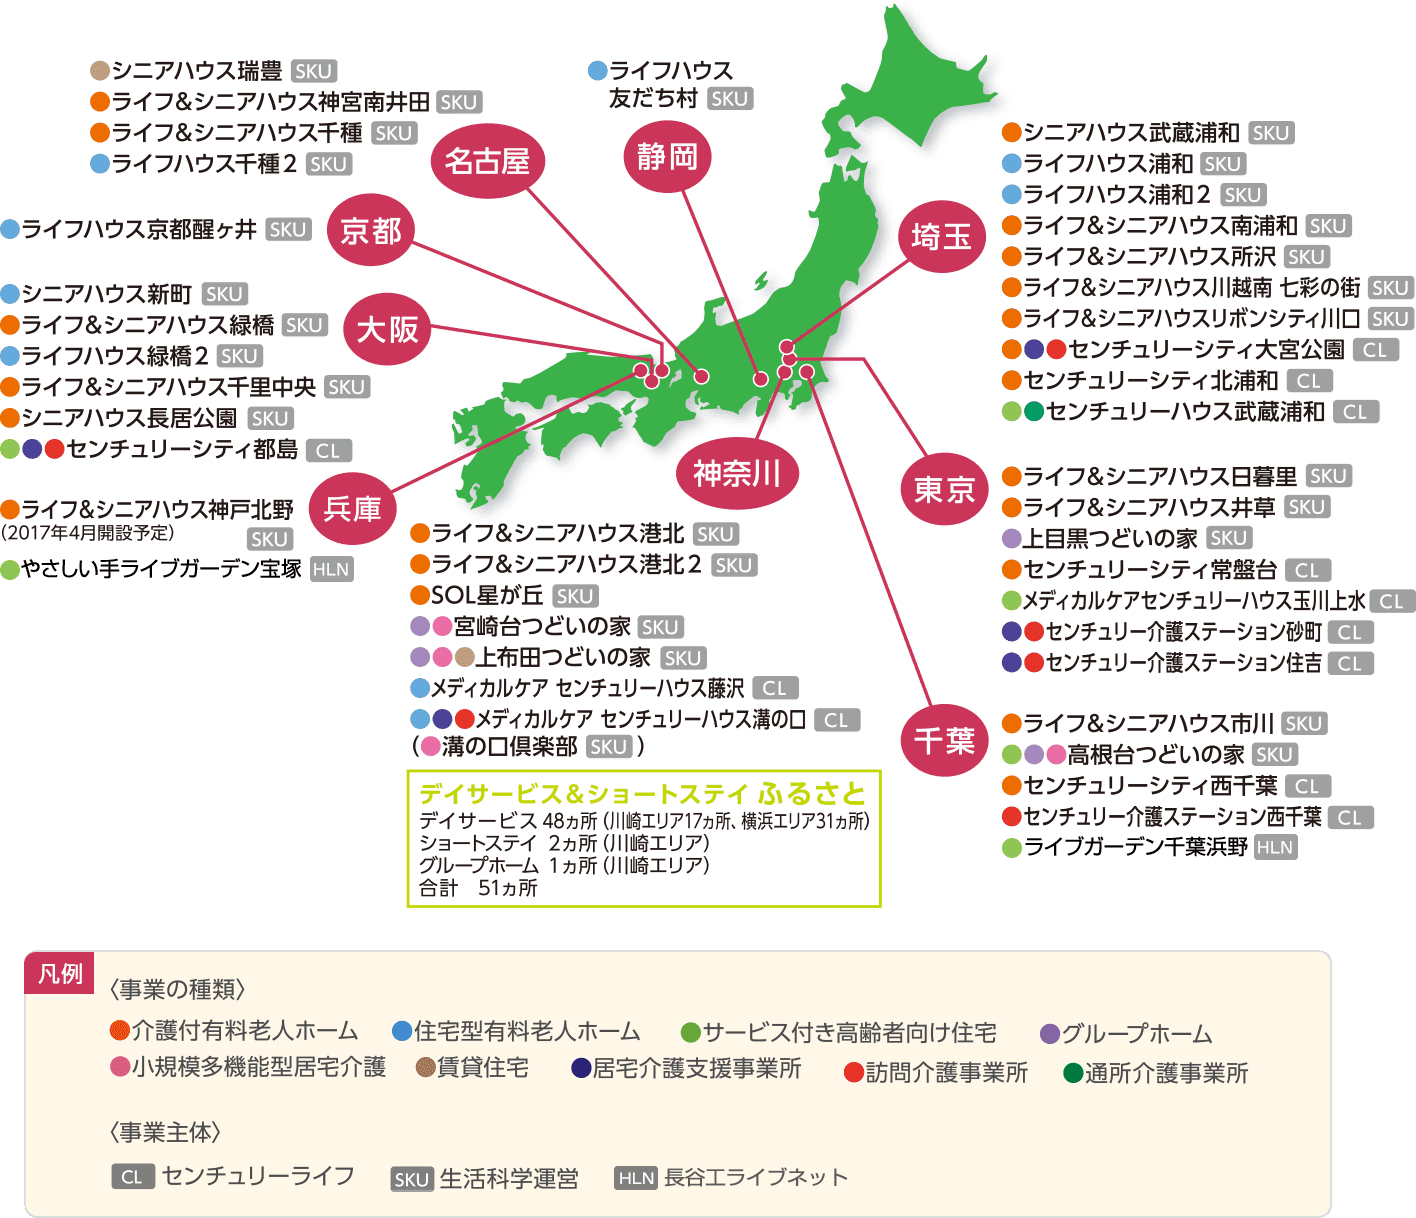 シニアハウス瑞豊 SKU
ライフ&シニアハウス神宮南井田 SKU
ライフ&シニアハウス千種 SKU
ライフハウス千種2 SKU
名古屋
ライフハウス
友だち村 SKU
静岡
ライフハウス京都醒ヶ井 SKU
京都
シニアハウス新町 SKU
ライフ&シニアハウス緑橋 SKU
ライフハウス緑橋2 SKU
ライフ&シニアハウス千里中央 SKU
シニアハウス長居公園 SKU
センチュリーシティ都島 CL
大阪
ライフ&シニアハウス神戸北野
(2017年4月開設予定) SKU
やさしい手ライブガーデン宝塚 HLN
兵庫
埼玉
シニアハウス武蔵浦和 SKU
ライフハウス浦和 SKU
ライフハウス浦和2 SKU
ライフ&シニアハウス南浦和 SKU
ライフ&シニアハウス所沢 SKU
ライフ&シニアハウス川越南 七彩の街 SKU
ライフ&シニアハウスリボンシティ川口 SKU
センチュリーシティ大宮公園 CL
センチュリーシティ北浦和 CL
センチュリーハウス武蔵浦和 CL
神奈川
ライフ&シニアハウス港北 SKU
ライフ&シニアハウス港北2 SKU
SOL星が丘 SKU
宮崎台つどいの家 SKU
上布田つどいの家 SKU
メディカルケア センチュリーハウス藤沢 CL
メディカルケア センチュリーハウス溝の口 CL
(溝の口倶楽部 SKU)
東京
ライフ&シニアハウス日暮里 SKU
ライフ&シニアハウス井草 SKU
上目黒つどいの家 SKU
センチュリーシティ常盤台 CL
メディカルケアセンチュリーハウス玉川上水 CL
センチュリー介護ステーション砂町 CL
センチュリー介護ステーション住吉 CL
千葉
ライフ&シニアハウス市川 SKU
高根台つどいの家 SKU
センチュリーシティ西千葉 CL
センチュリー介護ステーション西千葉 CL
ライブガーデン千葉浜野 HLN
デイサービス&ショートステイ ふるさと
デイサービス 48ヵ所(川崎エリア17ヵ所、横浜エリア31ヵ所)
ショートステイ 2ヵ所(川崎エリア)
グループホーム 1ヵ所(川崎エリア)
合計 51ヵ所
凡例
〈事業の種類〉
介護付有料老人ホーム 住宅型有料老人ホーム サービス付き高齢者向け住宅 グループホーム
小規模多機能型居宅介護 賃貸住宅 居宅介護支援事業所 訪問介護事業所 通所介護事業所
〈事業主体〉
CL センチュリーライフ SKU 生活科学運営 HLN 長谷工ライブネット